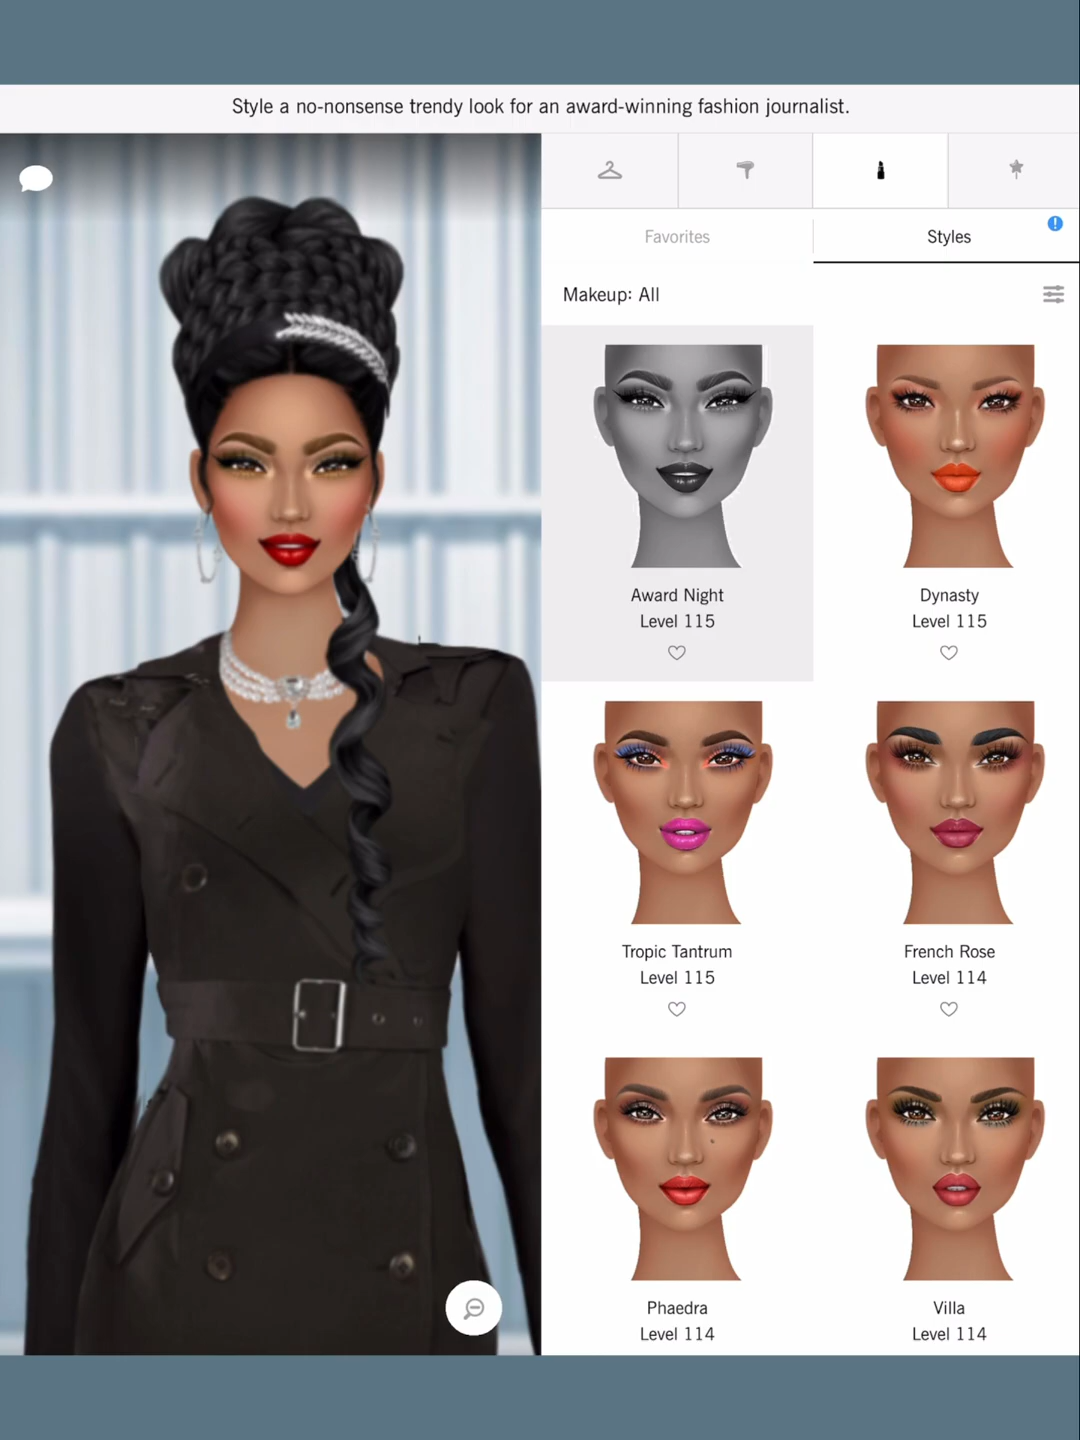 Style a no-nonsense trendy look for an award-winning fashion journalist.
Favorites
Styles
!
Makeup: All
Award Night
Level 115
Dynasty
Level 115
Tropic Tantrum
Level 115
French Rose
Level 114
Phaedra
Level 114
Villa
Level 114